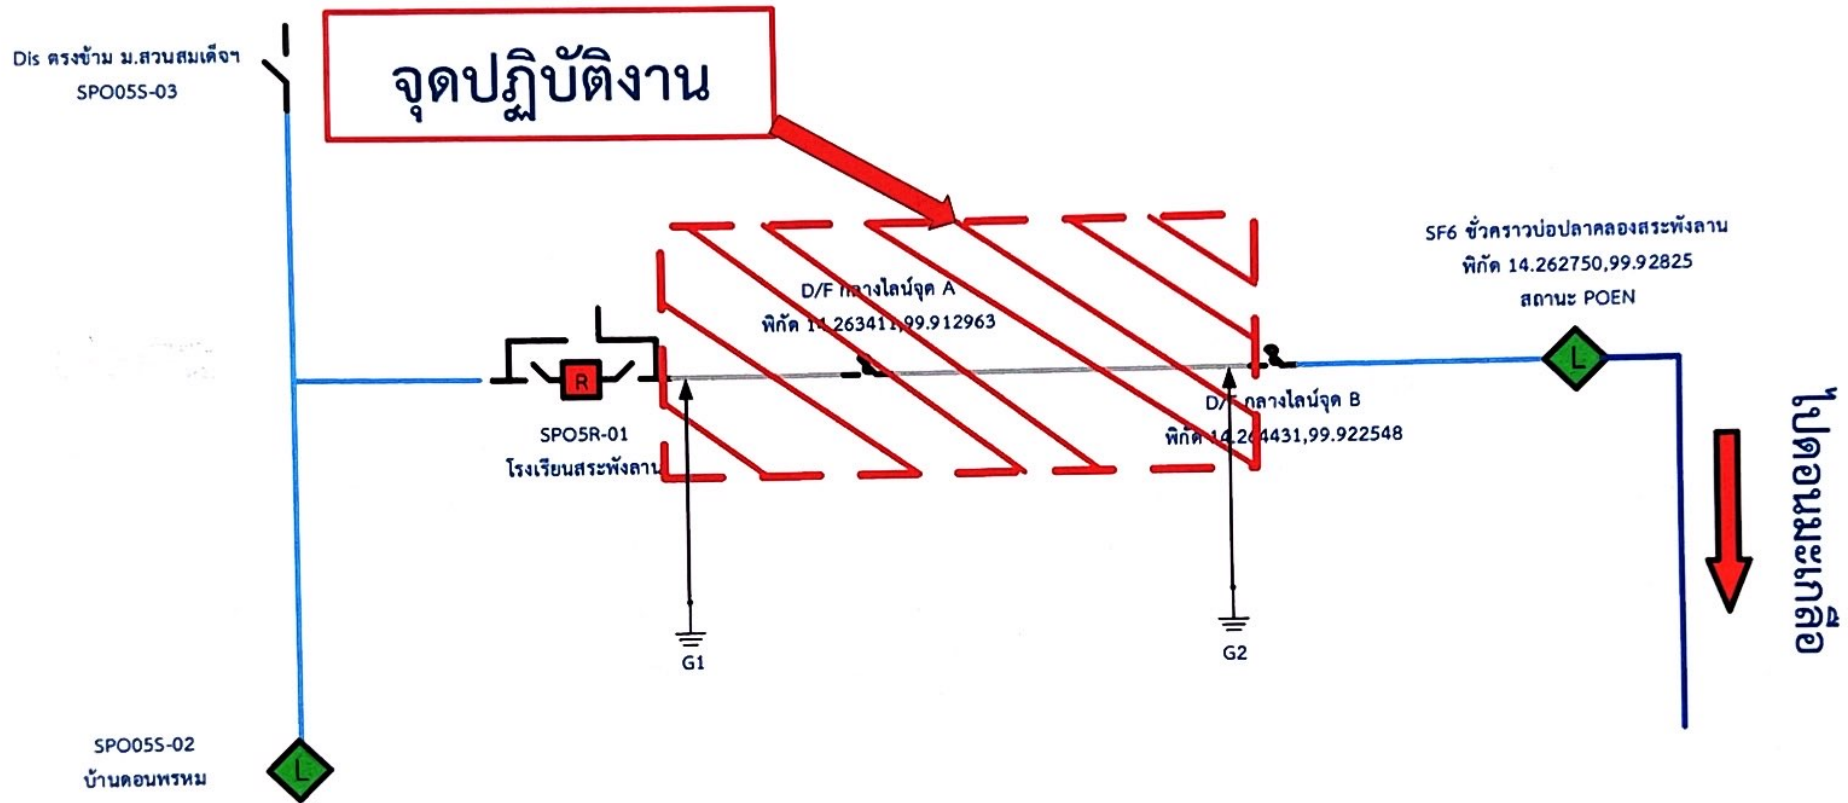 Dis ตรงข้าม ม.สวนสมเด็จฯ
SPO05S-03
จุดปฏิบัติงาน
SF6 ชั่วคราวบ่อปลาคลองสระพังลาน
พิกัด 14.262750,99.92825
สถานะ POEN
D/F กลางไลน์จุด A
พิกัด 14.263411,99.912963
L
R
D/F กลางไลน์จุด B
พิกัด 14.264431,99.922548
SPO5R-01
โรงเรียนสระพังลาน
ไปดอนมะเกลือ
G1
G2
SPO05S-02
บ้านดอนพรหม
L